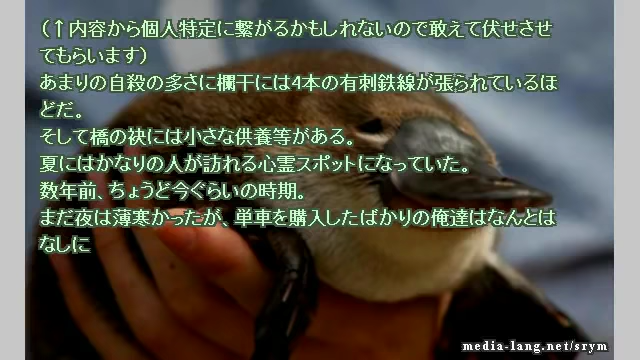 （↑内容から個人特定に繋がるかもしれないので敢えて伏せさせ
てもらいます）
あまりの自殺の多さに欄干には4本の有刺鉄線が張られているほ
どだ。
そして橋の袂には小さな供養等がある。
夏にはかなりの人が訪れる心霊スポットになっていた。
数年前、ちょうど今ぐらいの時期。
まだ夜は薄寒かったが、単車を購入したばかりの俺達はなんとは
なしに
media-lang.net/srym